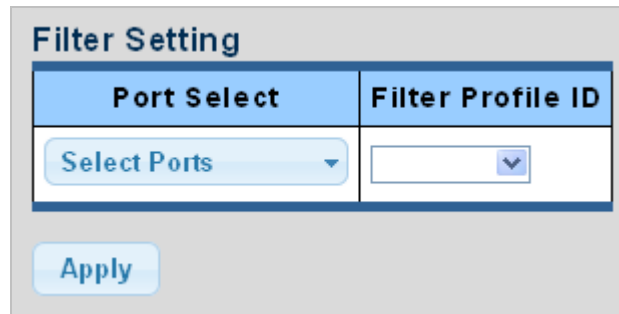 Filter Setting
Port Select Filter Profile ID
Select Ports
Apply